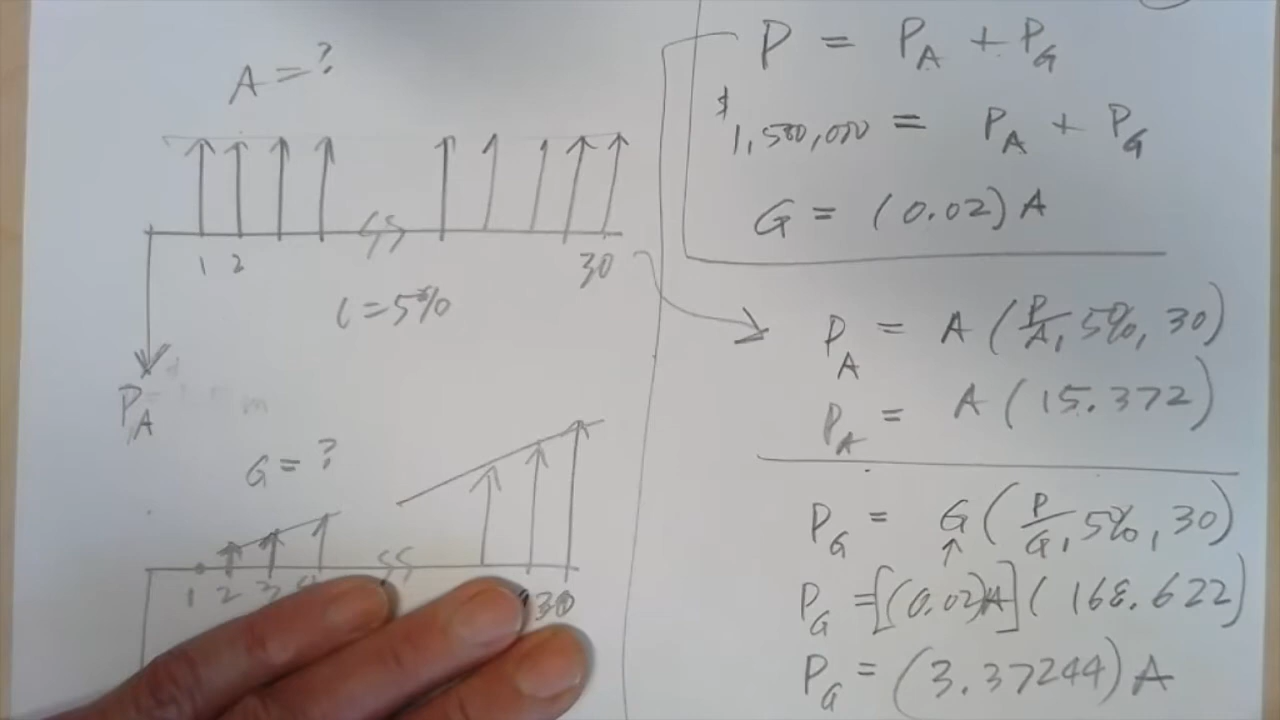 A = ?
1 2 30
i = 5%
P_A
G = ?
1 2 3 4 30
P = P_A + P_G
$1,500,000 = P_A + P_G
G = (0.02) A
P_A = A (P/A, 5%, 30)
P_A = A (15.372)
P_G = G (P/G, 5%, 30)
P_G = [(0.02)A] (168.622)
P_G = (3.37244) A